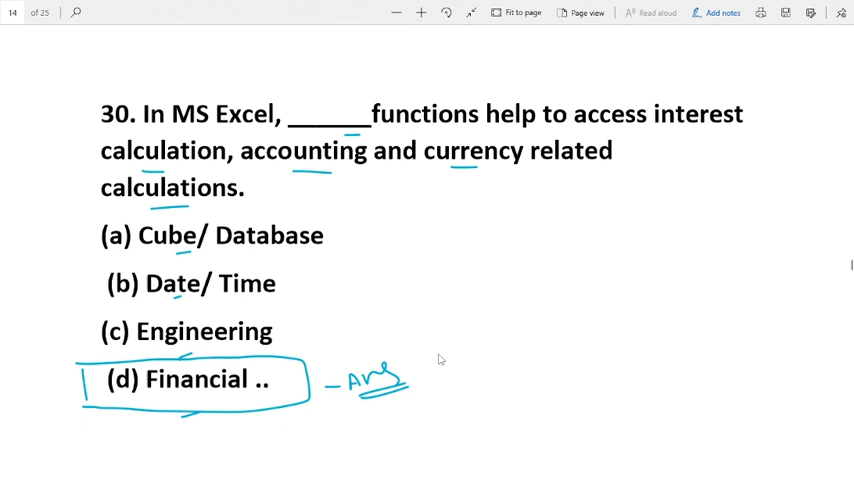 14 of 25 Fit to page Page view Read aloud Add notes
30. In MS Excel, ______functions help to access interest
calculation, accounting and currency related
calculations.
(a) Cube/ Database
(b) Date/ Time
(c) Engineering
(d) Financial .. - Ans